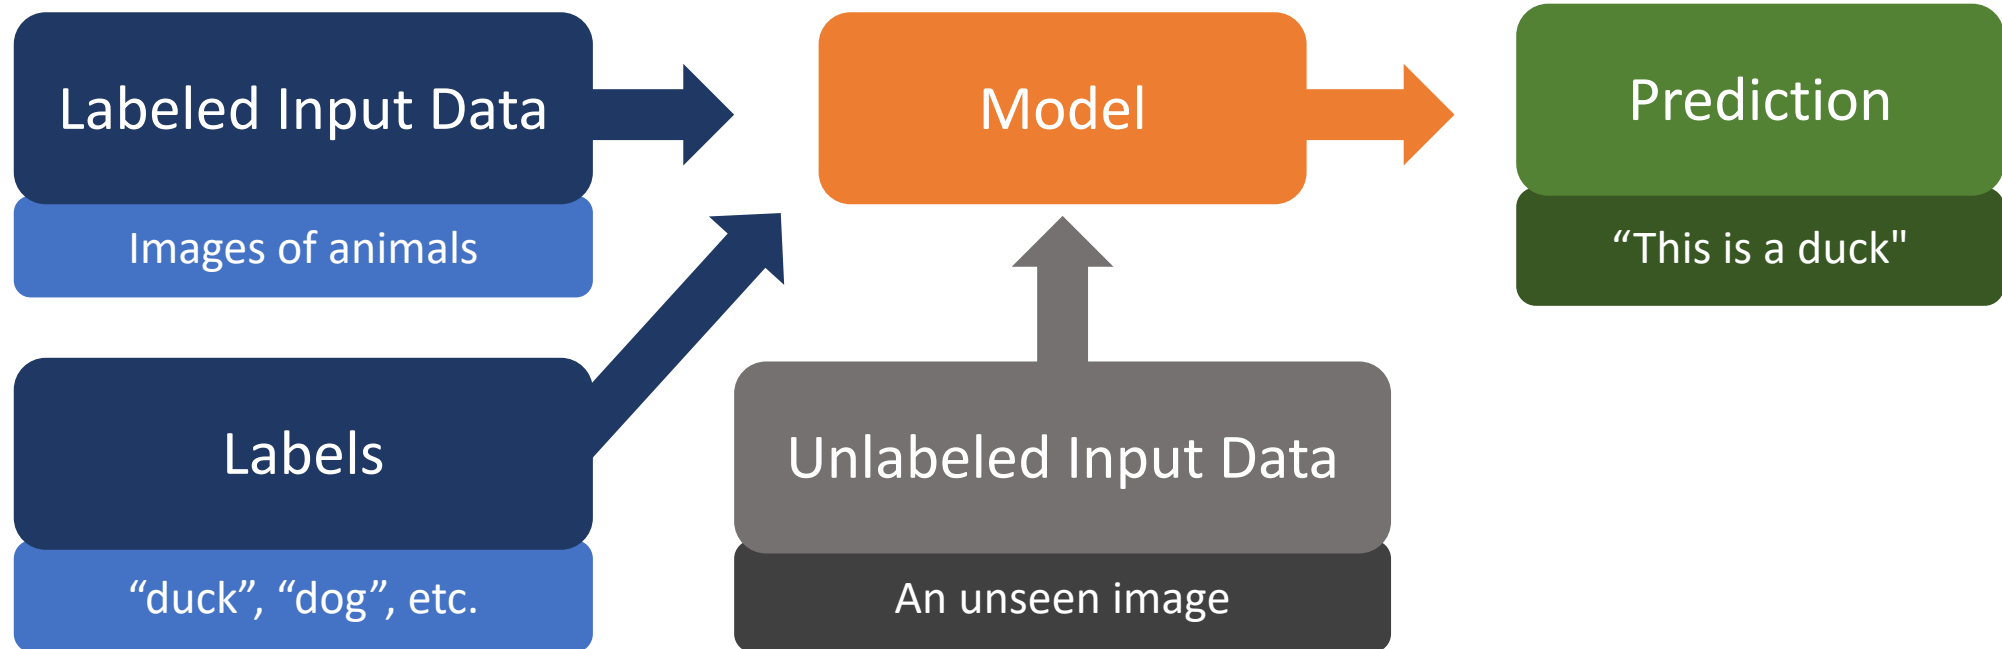 Labeled Input Data
Images of animals
Model
Prediction
“This is a duck"
Labels
“duck”, “dog”, etc.
Unlabeled Input Data
An unseen image